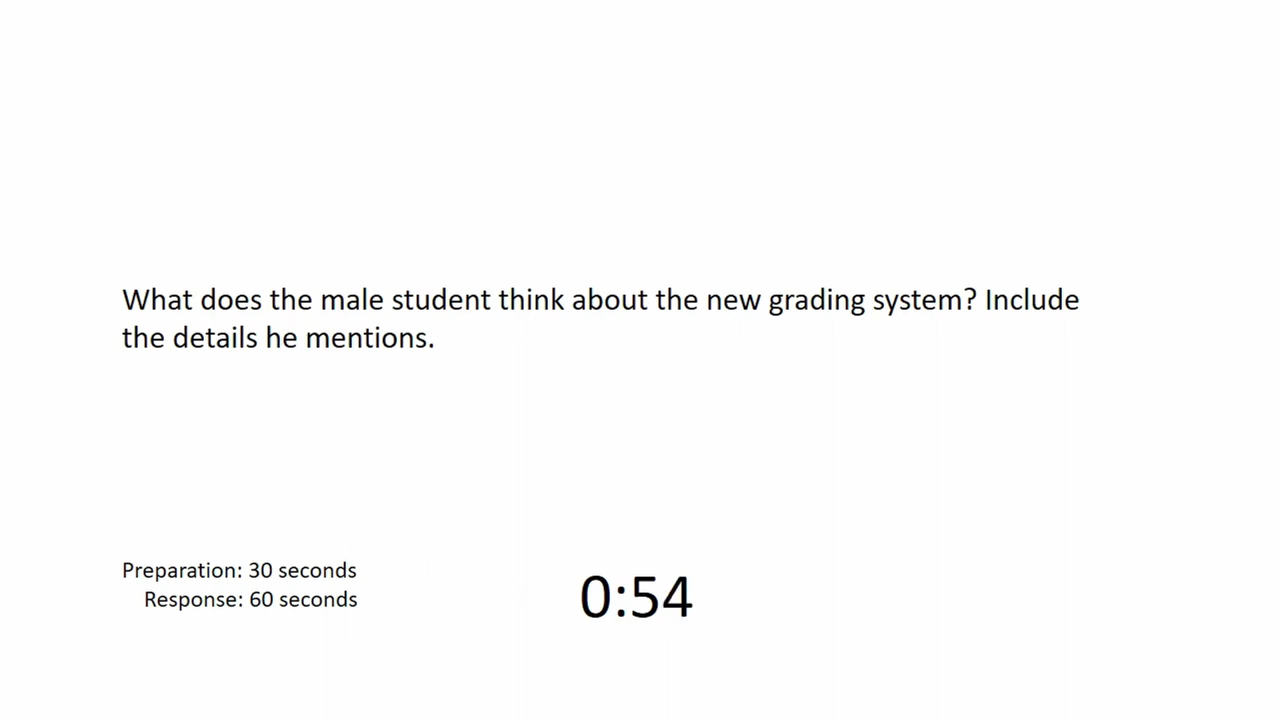 What does the male student think about the new grading system? Include
the details he mentions.
Preparation: 30 seconds
Response: 60 seconds
0:54